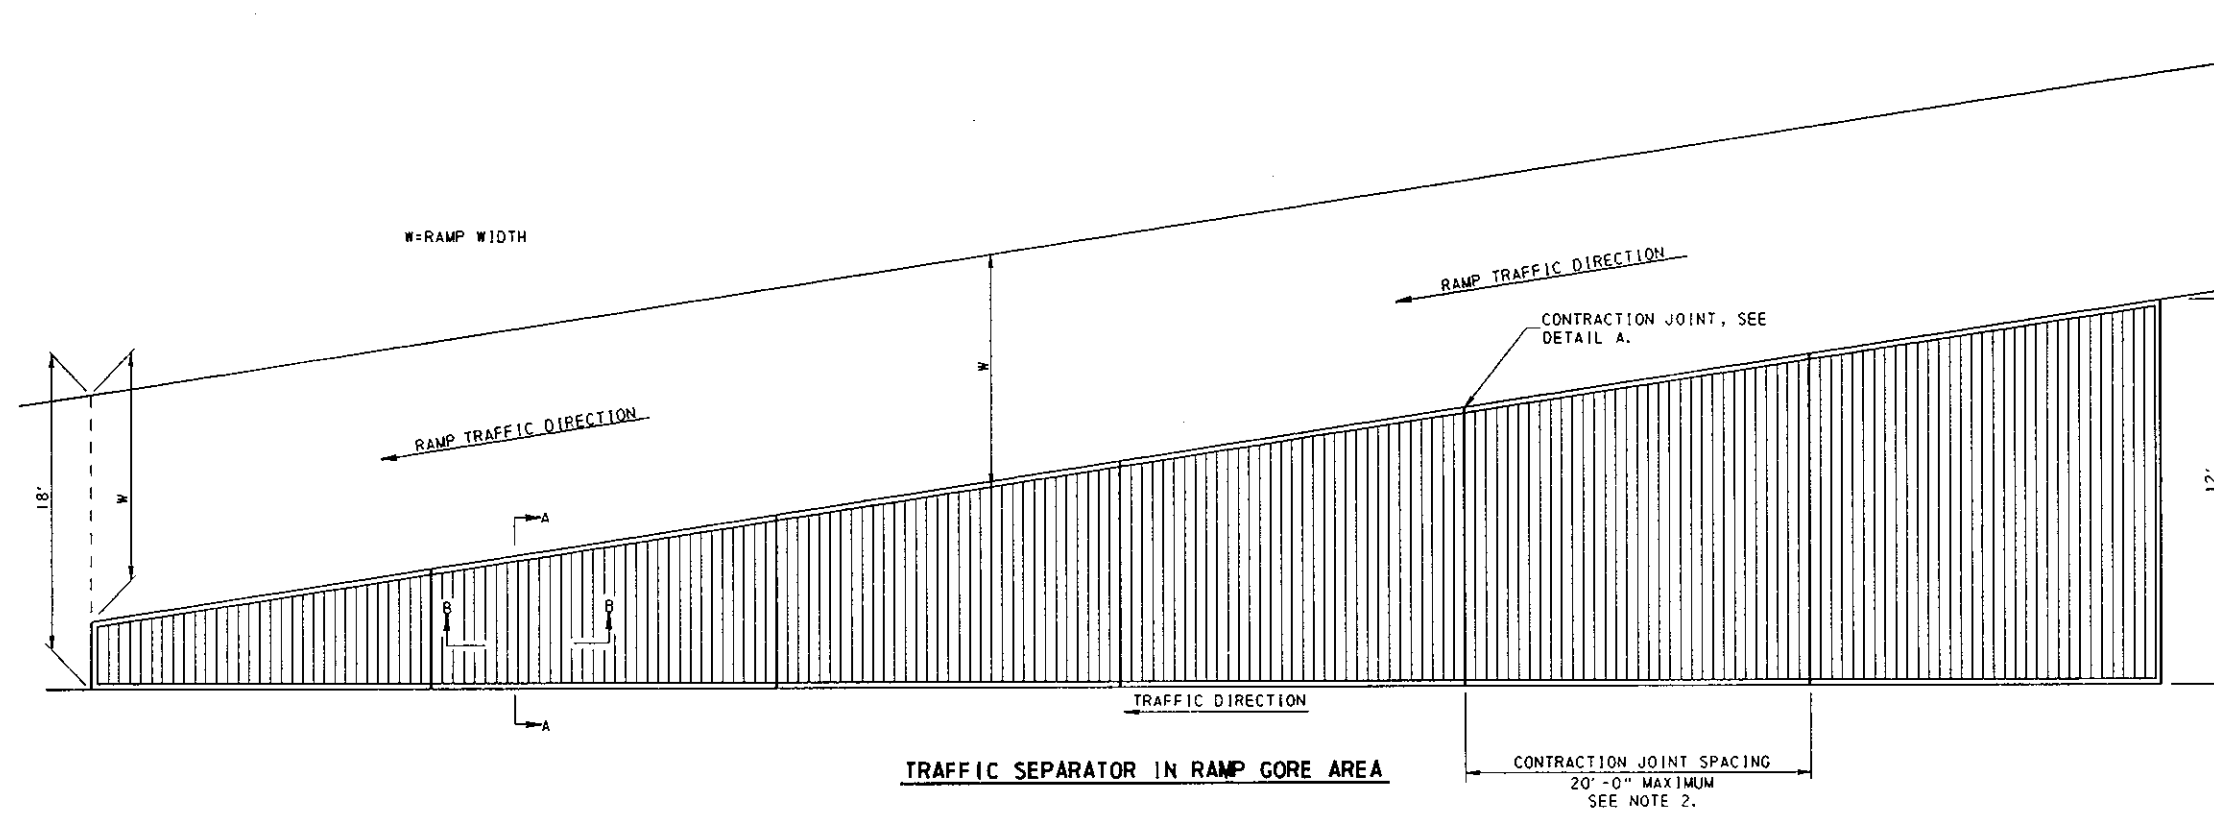 W=RAMP WIDTH
RAMP TRAFFIC DIRECTION
CONTRACTION JOINT, SEE
DETAIL A.
W
RAMP TRAFFIC DIRECTION
18'
W
12'
A
B
B
A
TRAFFIC DIRECTION
TRAFFIC SEPARATOR IN RAMP GORE AREA
CONTRACTION JOINT SPACING
20'-0" MAXIMUM
SEE NOTE 2.